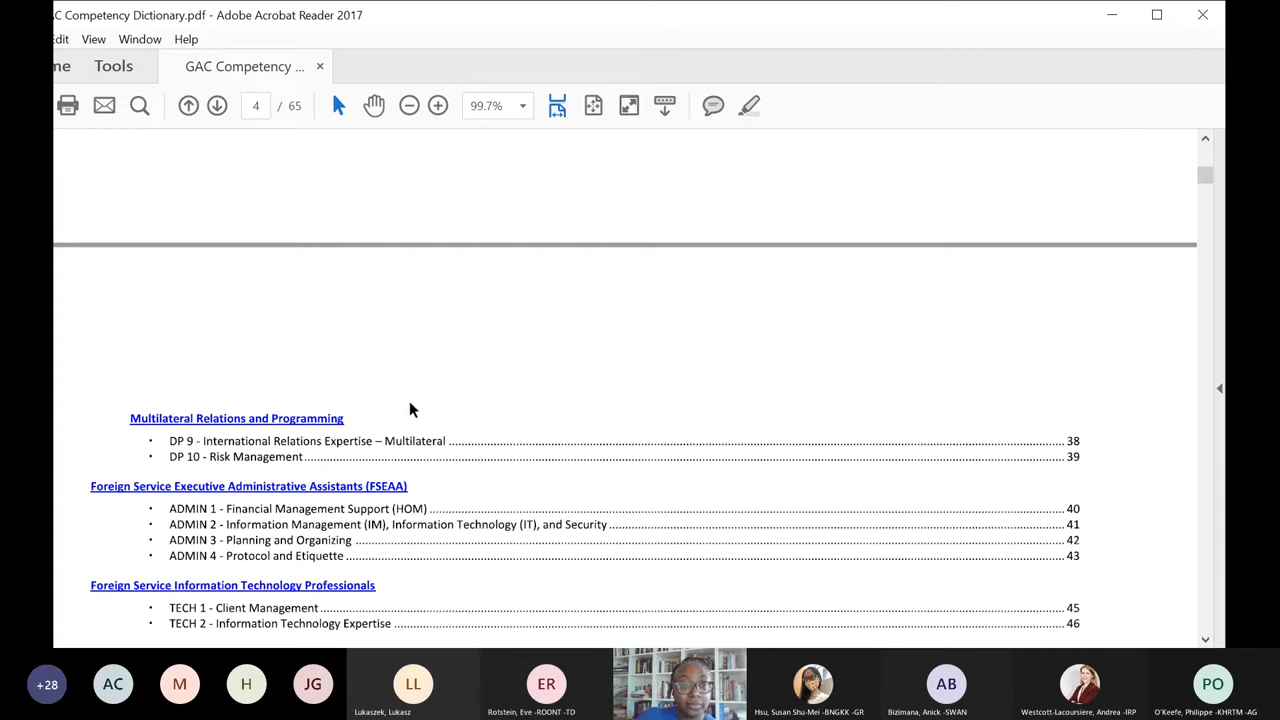 C Competency Dictionary.pdf - Adobe Acrobat Reader 2017
dit View Window Help
me Tools GAC Competency ... ×
4 / 65 99.7%
Multilateral Relations and Programming
• DP 9 - International Relations Expertise – Multilateral 38
• DP 10 - Risk Management 39
Foreign Service Executive Administrative Assistants (FSEAA)
• ADMIN 1 - Financial Management Support (HOM) 40
• ADMIN 2 - Information Management (IM), Information Technology (IT), and Security 41
• ADMIN 3 - Planning and Organizing 42
• ADMIN 4 - Protocol and Etiquette 43
Foreign Service Information Technology Professionals
• TECH 1 - Client Management 45
• TECH 2 - Information Technology Expertise 46
+28 AC M H JG LL ER AB PO
Lukaszek, Lukasz Rotstein, Eve -ROONT -TD Hsu, Susan Shu-Mei -BNGKK -GR Bizimana, Anick -SWAN Westcott-Lacoursiere, Andrea -IRP O'Keefe, Philippe -KHRTM -AG